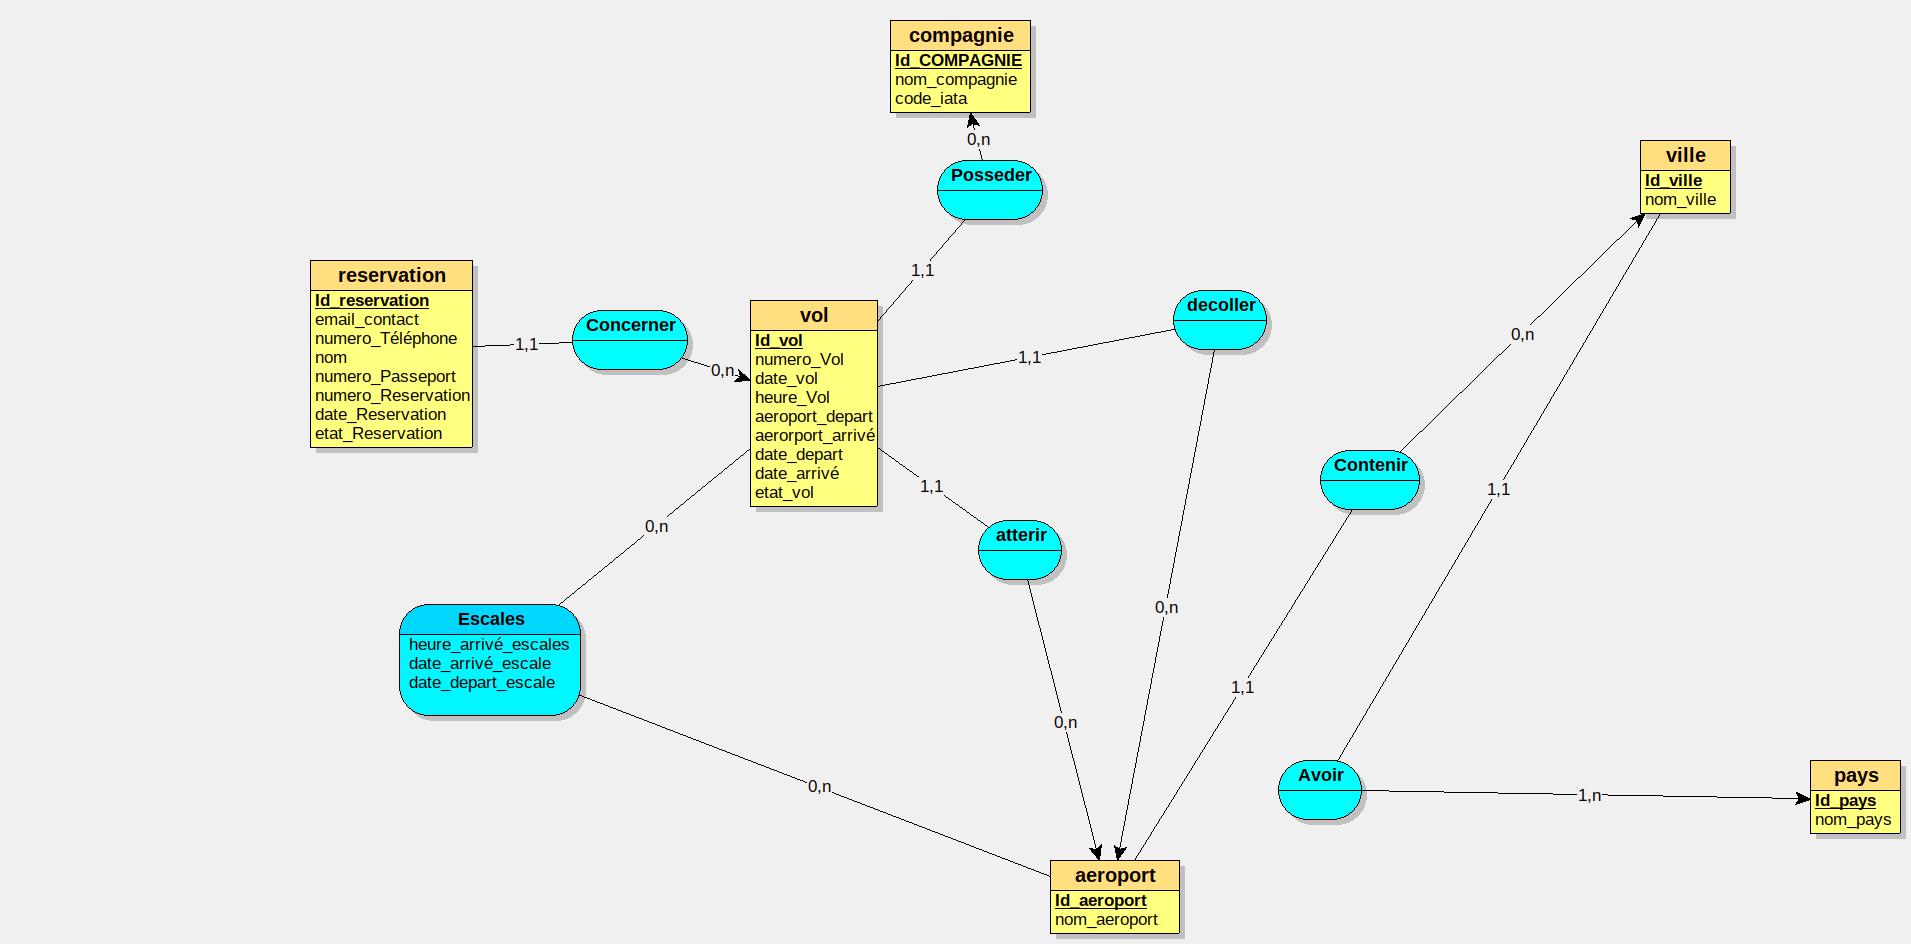 compagnie
Id_COMPAGNIE
nom_compagnie
code_iata
0,n
Posseder
1,1
ville
Id_ville
nom_ville
reservation
Id_reservation
email_contact
numero_Téléphone
nom
numero_Passeport
numero_Reservation
date_Reservation
etat_Reservation
1,1
Concerner
0,n
vol
Id_vol
numero_Vol
date_vol
heure_Vol
aeroport_depart
aerorport_arrivé
date_depart
date_arrivé
etat_vol
1,1
decoller
0,n
1,1
atterir
0,n
0,n
Contenir
1,1
1,1
0,n
Escales
heure_arrivé_escales
date_arrivé_escale
date_depart_escale
0,n
Avoir
1,n
pays
Id_pays
nom_pays
aeroport
Id_aeroport
nom_aeroport